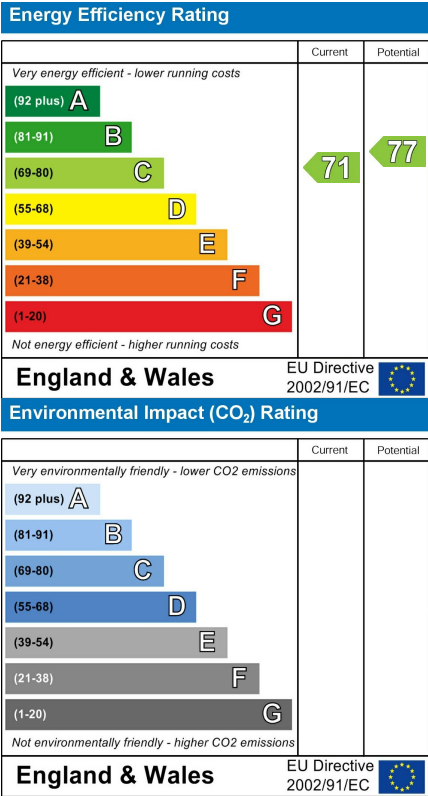 Energy Efficiency Rating
Current Potential
Very energy efficient - lower running costs
(92 plus) A
(81-91) B
(69-80) C
(55-68) D
(39-54) E
(21-38) F
(1-20) G
71
77
Not energy efficient - higher running costs
England & Wales
EU Directive
2002/91/EC
Environmental Impact (CO₂) Rating
Current Potential
Very environmentally friendly - lower CO2 emissions
(92 plus) A
(81-91) B
(69-80) C
(55-68) D
(39-54) E
(21-38) F
(1-20) G
Not environmentally friendly - higher CO2 emissions
England & Wales
EU Directive
2002/91/EC